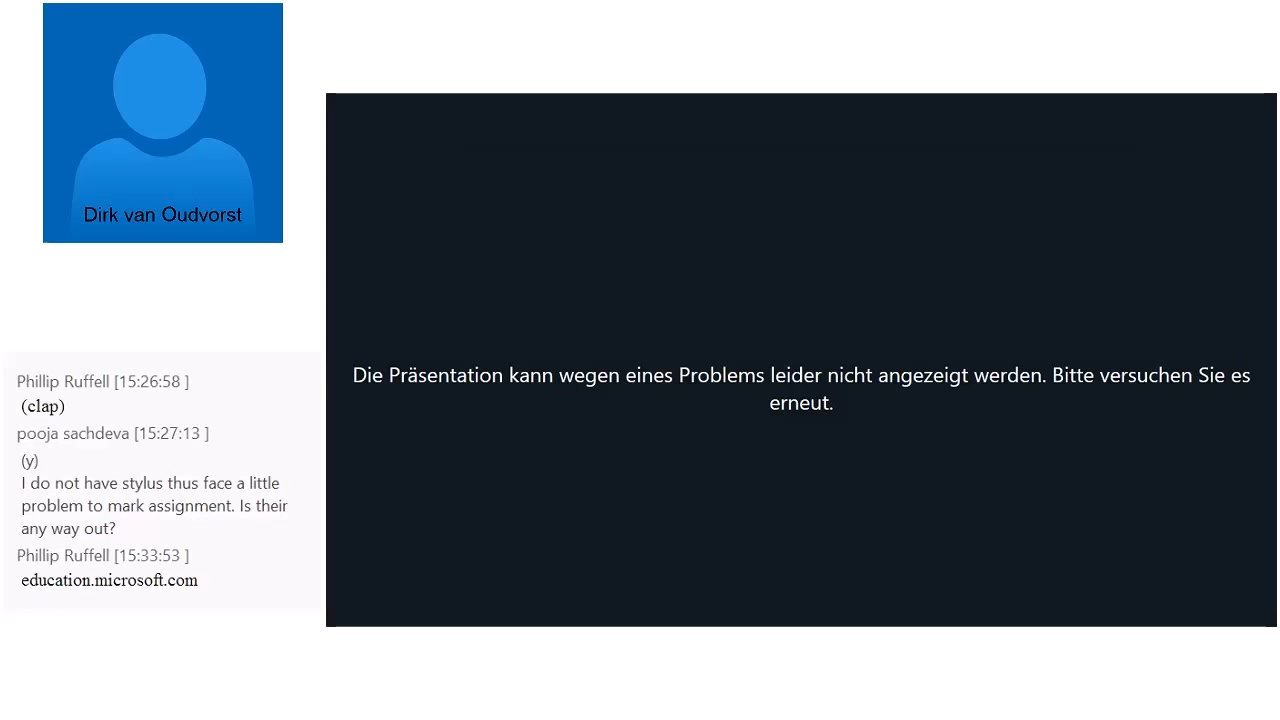 Dirk van Oudvorst
Phillip Ruffell [15:26:58 ]
(clap)
pooja sachdeva [15:27:13 ]
(y)
I do not have stylus thus face a little
problem to mark assignment. Is their
any way out?
Phillip Ruffell [15:33:53 ]
education.microsoft.com
Die Präsentation kann wegen eines Problems leider nicht angezeigt werden. Bitte versuchen Sie es
erneut.